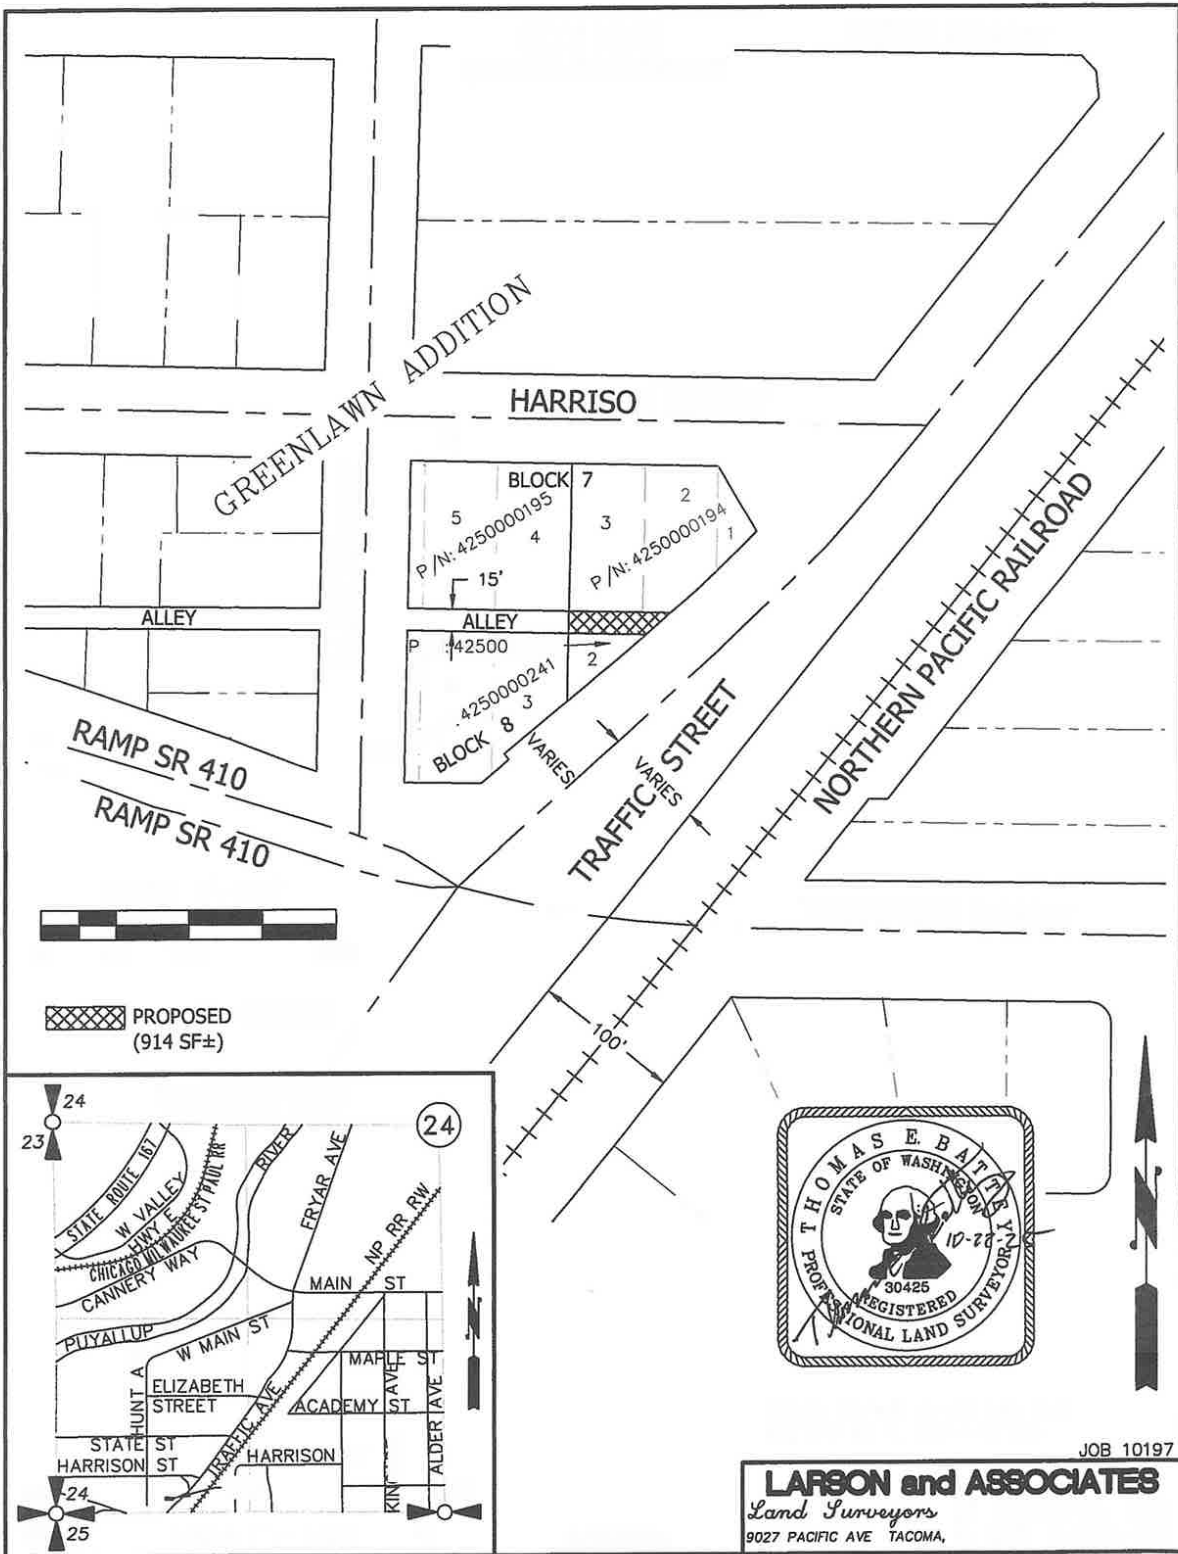 GREENLAWN ADDITION
HARRISO
BLOCK 7
5
4
3
2
1
P/N: 4250000195
P/N: 4250000194
15'
ALLEY
ALLEY
P :42500
2
.4250000241
3
BLOCK 8
RAMP SR 410
RAMP SR 410
VARIES
VARIES
TRAFFIC STREET
NORTHERN PACIFIC RAILROAD
100'
PROPOSED
(914 SF±)
24
23
24
STATE ROUTE 167
W VALLEY
HWY E
CHICAGO MILWAUKEE ST PAUL RR
CANNERY WAY
RIVER
FRYAR AVE
NP RR RW
MAIN ST
PUYALLUP
W MAIN ST
MAPLE ST
HUNT A
ELIZABETH
STREET
TRAFFIC AVE
ACADEMY ST
AVE
ALDER AVE
STATE ST
HARRISON ST
HARRISON
KIN
24
25
N
N
THOMAS E. BATTEY
STATE OF WASHINGTON
30425
REGISTERED
PROFESSIONAL LAND SURVEYOR
JOB 10197
LARSON and ASSOCIATES
Land Surveyors
9027 PACIFIC AVE TACOMA,